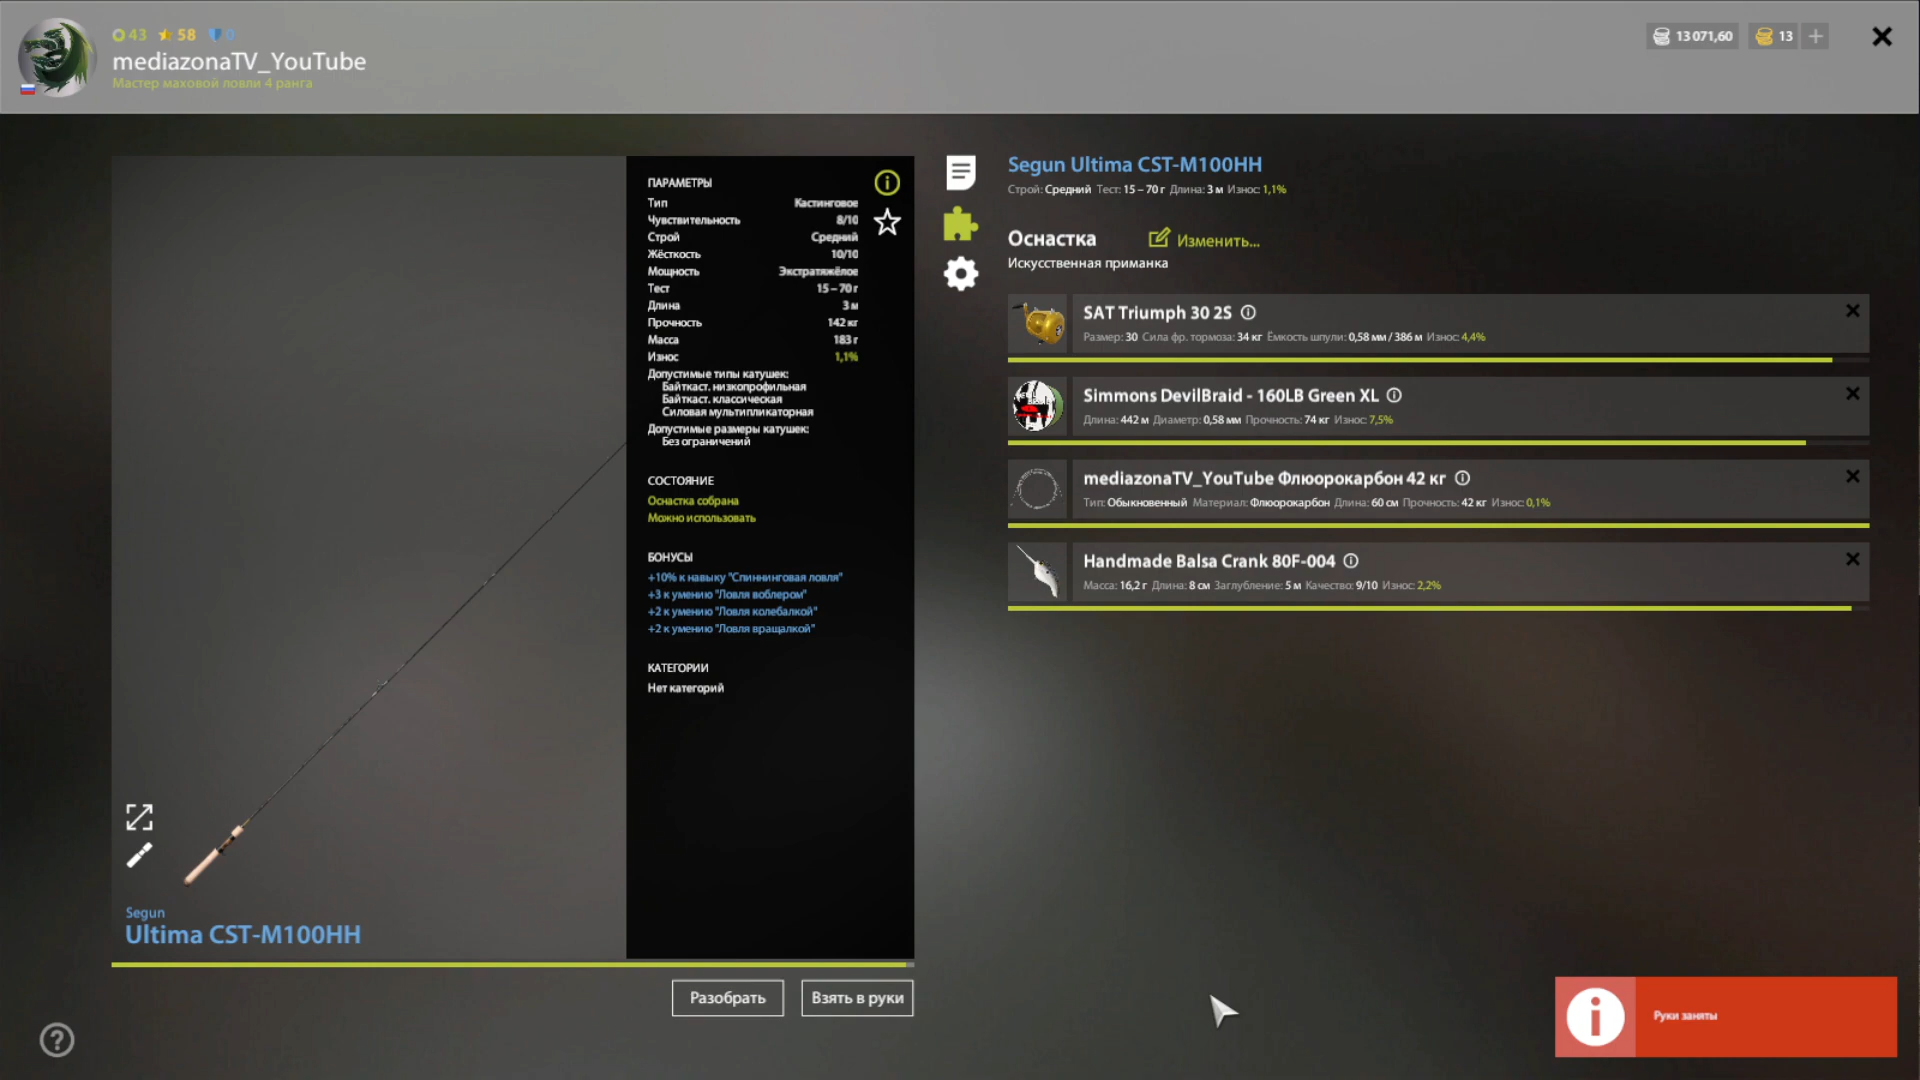 43 58 0
mediazonaTV_YouTube
Мастер маховой ловли 4 ранга
13 071,60 13 +
ПАРАМЕТРЫ
Тип Кастинговое
Чувствительность 8/10
Строй Средний
Жёсткость 10/10
Мощность Экстратяжёлое
Тест 15 – 70 г
Длина 3 м
Прочность 142 кг
Масса 183 г
Износ 1,1%
Допустимые типы катушек:
Байткаст. низкопрофильная
Байткаст. классическая
Силовая мультипликаторная
Допустимые размеры катушек:
Без ограничений
СОСТОЯНИЕ
Оснастка собрана
Можно использовать
БОНУСЫ
+10% к навыку "Спиннинговая ловля"
+3 к умению "Ловля воблером"
+2 к умению "Ловля колебалкой"
+2 к умению "Ловля вращалкой"
КАТЕГОРИИ
Нет категорий
Segun
Ultima CST-M100HH
Разобрать Взять в руки
Segun Ultima CST-M100HH
Строй: Средний Тест: 15 – 70 г Длина: 3 м Износ: 1,1%
Оснастка Изменить...
Искусственная приманка
SAT Triumph 30 2S
Размер: 30 Сила фр. тормоза: 34 кг Ёмкость шпули: 0,58 мм / 386 м Износ: 4,4%
Simmons DevilBraid - 160LB Green XL
Длина: 442 м Диаметр: 0,58 мм Прочность: 74 кг Износ: 7,5%
mediazonaTV_YouTube Флюорокарбон 42 кг
Тип: Обыкновенный Материал: Флюорокарбон Длина: 60 см Прочность: 42 кг Износ: 0,1%
Handmade Balsa Crank 80F-004
Масса: 16,2 г Длина: 8 см Заглубление: 5 м Качество: 9/10 Износ: 2,2%
Руки заняты